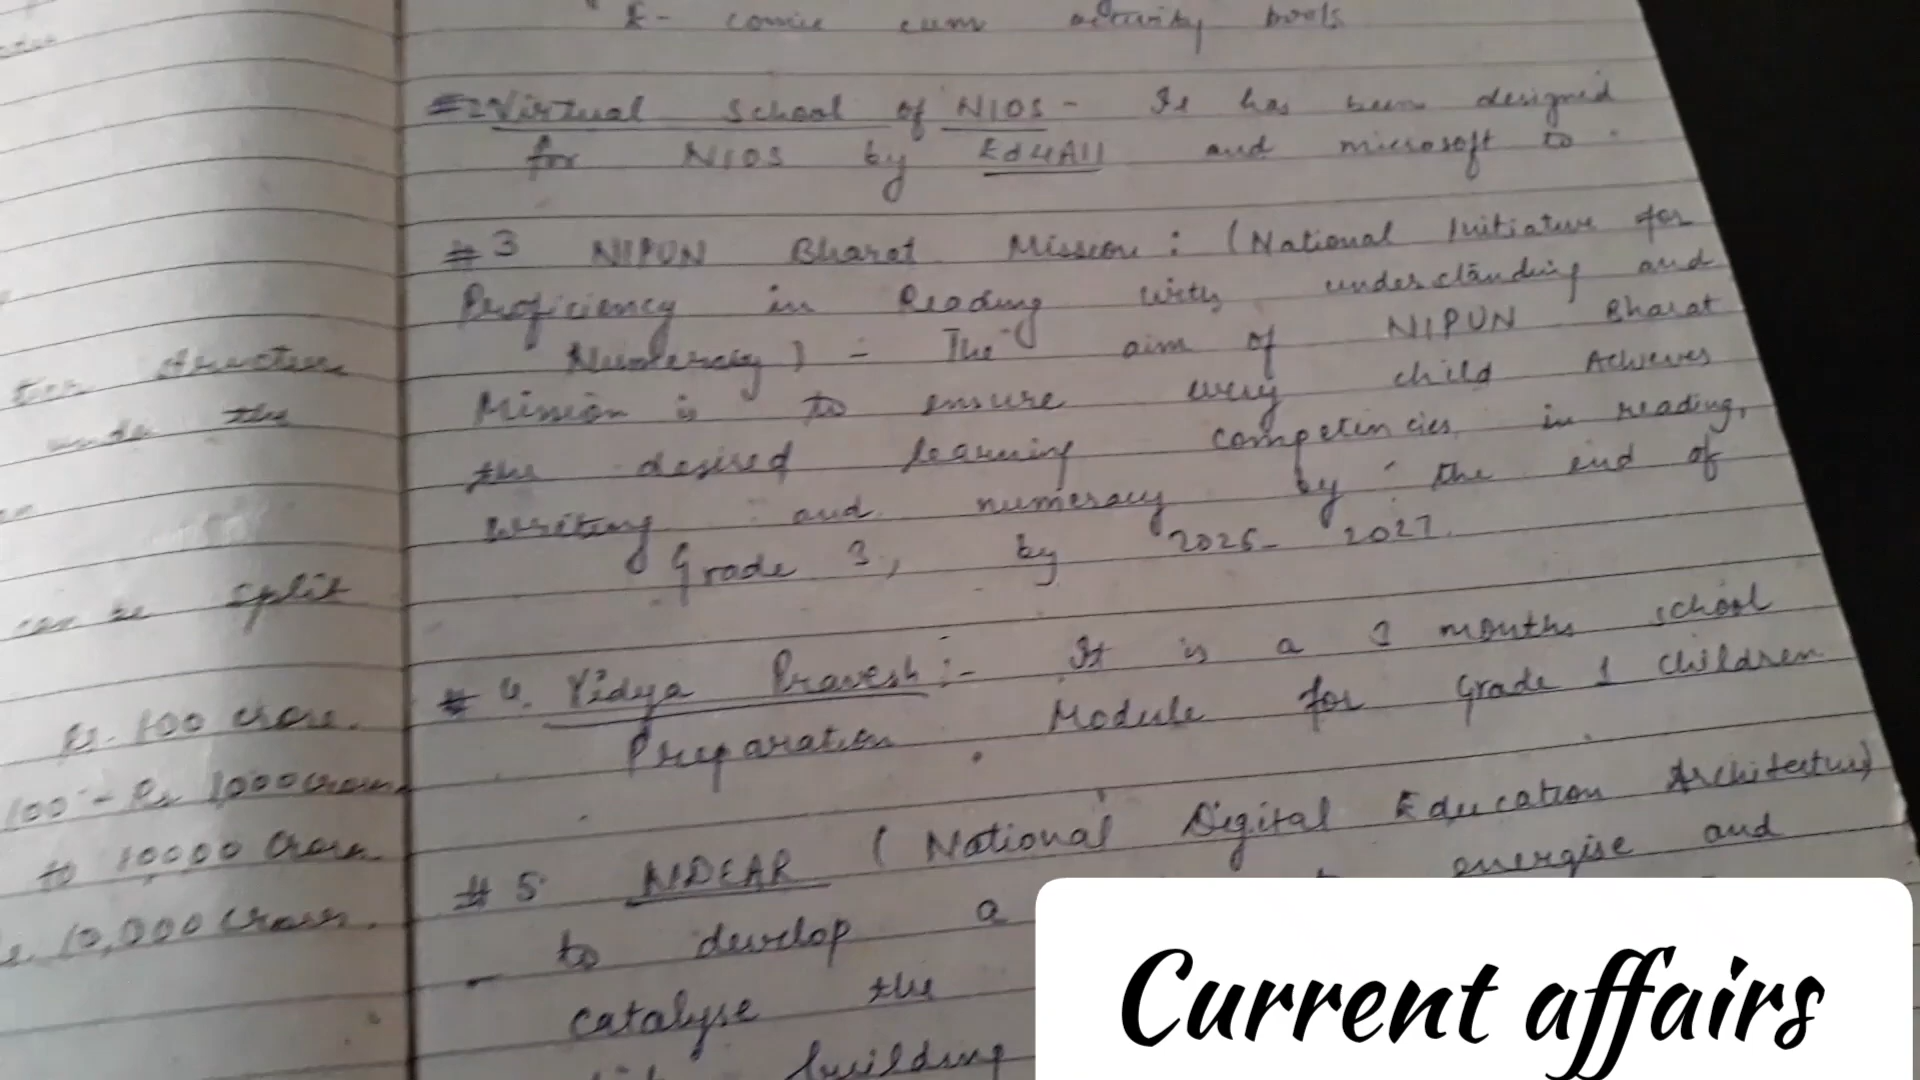 E- comic cum activity books
#2 Virtual School of NIOS - It has been designed
for NIOS by Ed4All and microsoft to
#3 NIPUN Bharat Mission : (National Initiative for
Proficiency in Reading with understanding and
Numeracy) - The aim of NIPUN Bharat
Mission is to ensure every child Achieves
the desired learning competencies in reading,
writing and numeracy by the end of
Grade 3, by 2026- 2027.
#4. Vidya Pravesh :- It is a 3 months school
Preparation Module for Grade 1 children
#5 NDEAR (National Digital Education Architecture)
- to develop a energise and
catalyse the
building
the
can be split
Rs. 100 crore.
100 - Rs 1000 crore
to 10000 Crore
10,000 Crore.
Current affairs